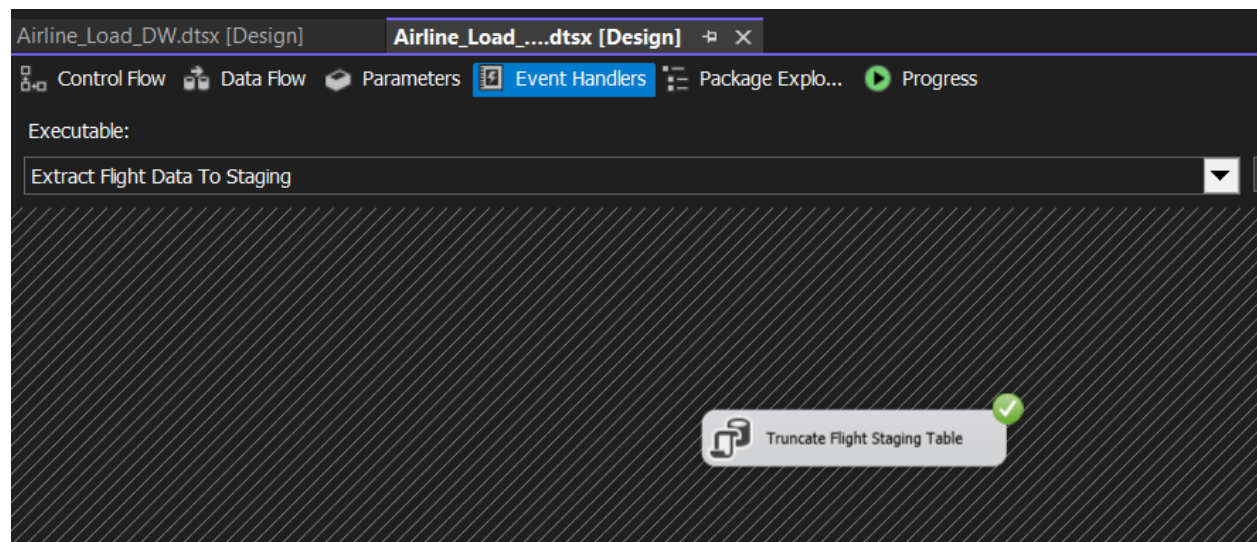 Airline_Load_DW.dtsx [Design] Airline_Load_....dtsx [Design]
Control Flow Data Flow Parameters Event Handlers Package Explo... Progress
Executable:
Extract Flight Data To Staging
Truncate Flight Staging Table